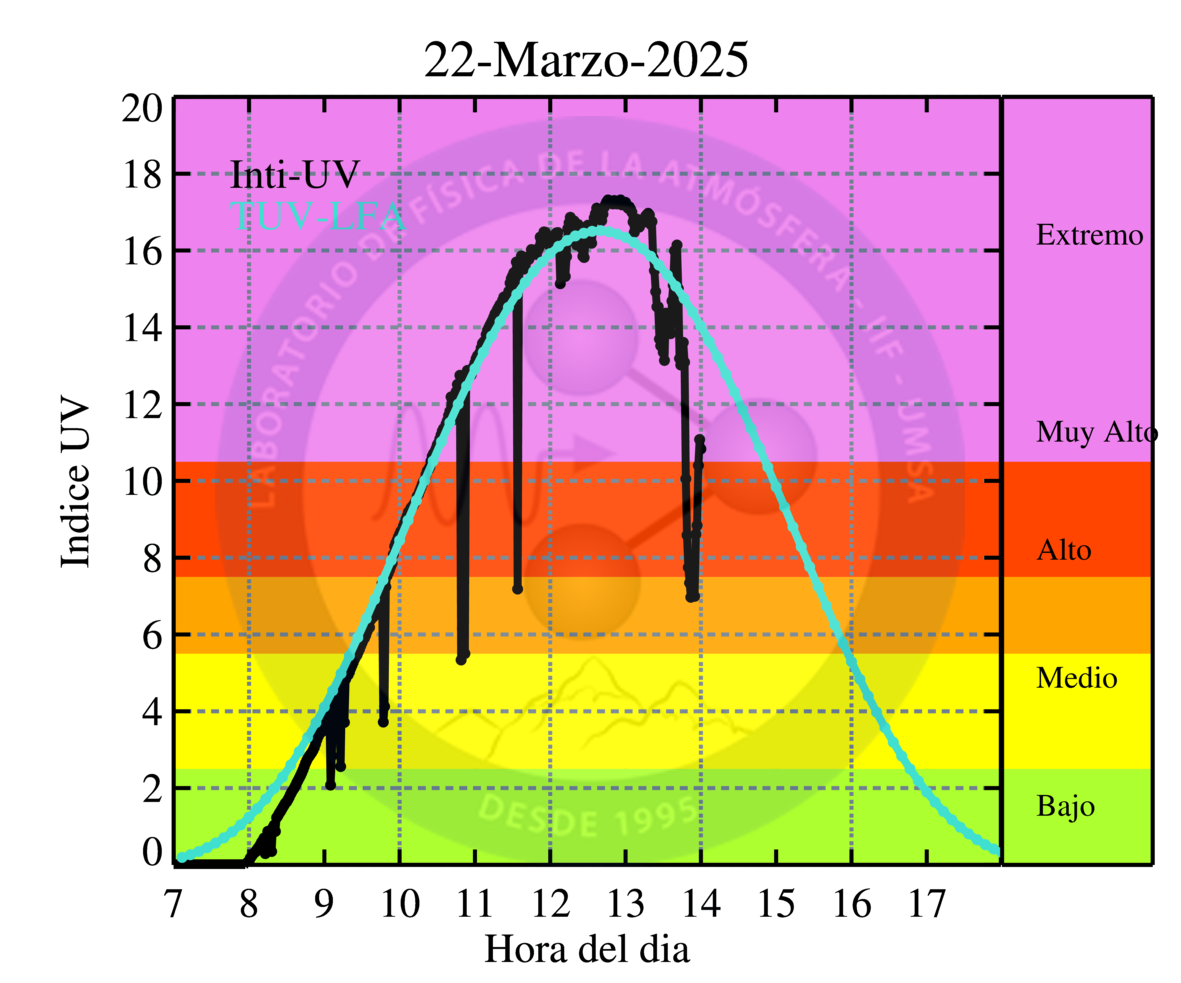 22-Marzo-2025
20
18
16
14
12
10
8
6
4
2
0
Indice UV
Inti-UV
TUV-LFA
LABORATORIO DE FÍSICA DE LA ATMÓSFERA - IIF - UMSA
DESDE 1995
Extremo
Muy Alto
Alto
Medio
Bajo
7 8 9 10 11 12 13 14 15 16 17
Hora del dia